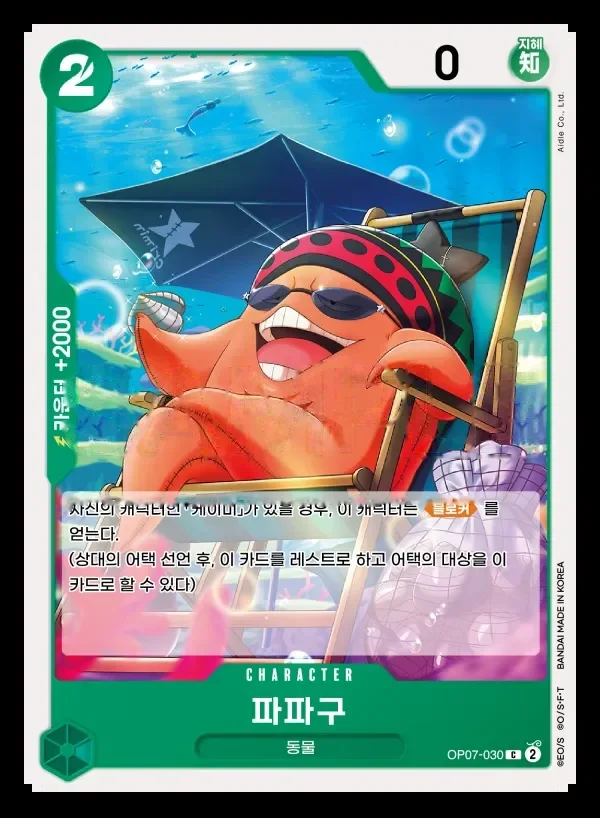 2
0
지혜
知
Aidle Co., Ltd.
카운터 +2000
자신의 캐릭터인 「케이미」가 있을 경우, 이 캐릭터는 블로커 를
얻는다.
(상대의 어택 선언 후, 이 카드를 레스트로 하고 어택의 대상을 이
카드로 할 수 있다)
CHARACTER
파파구
동물
OP07-030 C 2
©EO/S ©O/S·F·T BANDAI MADE IN KOREA